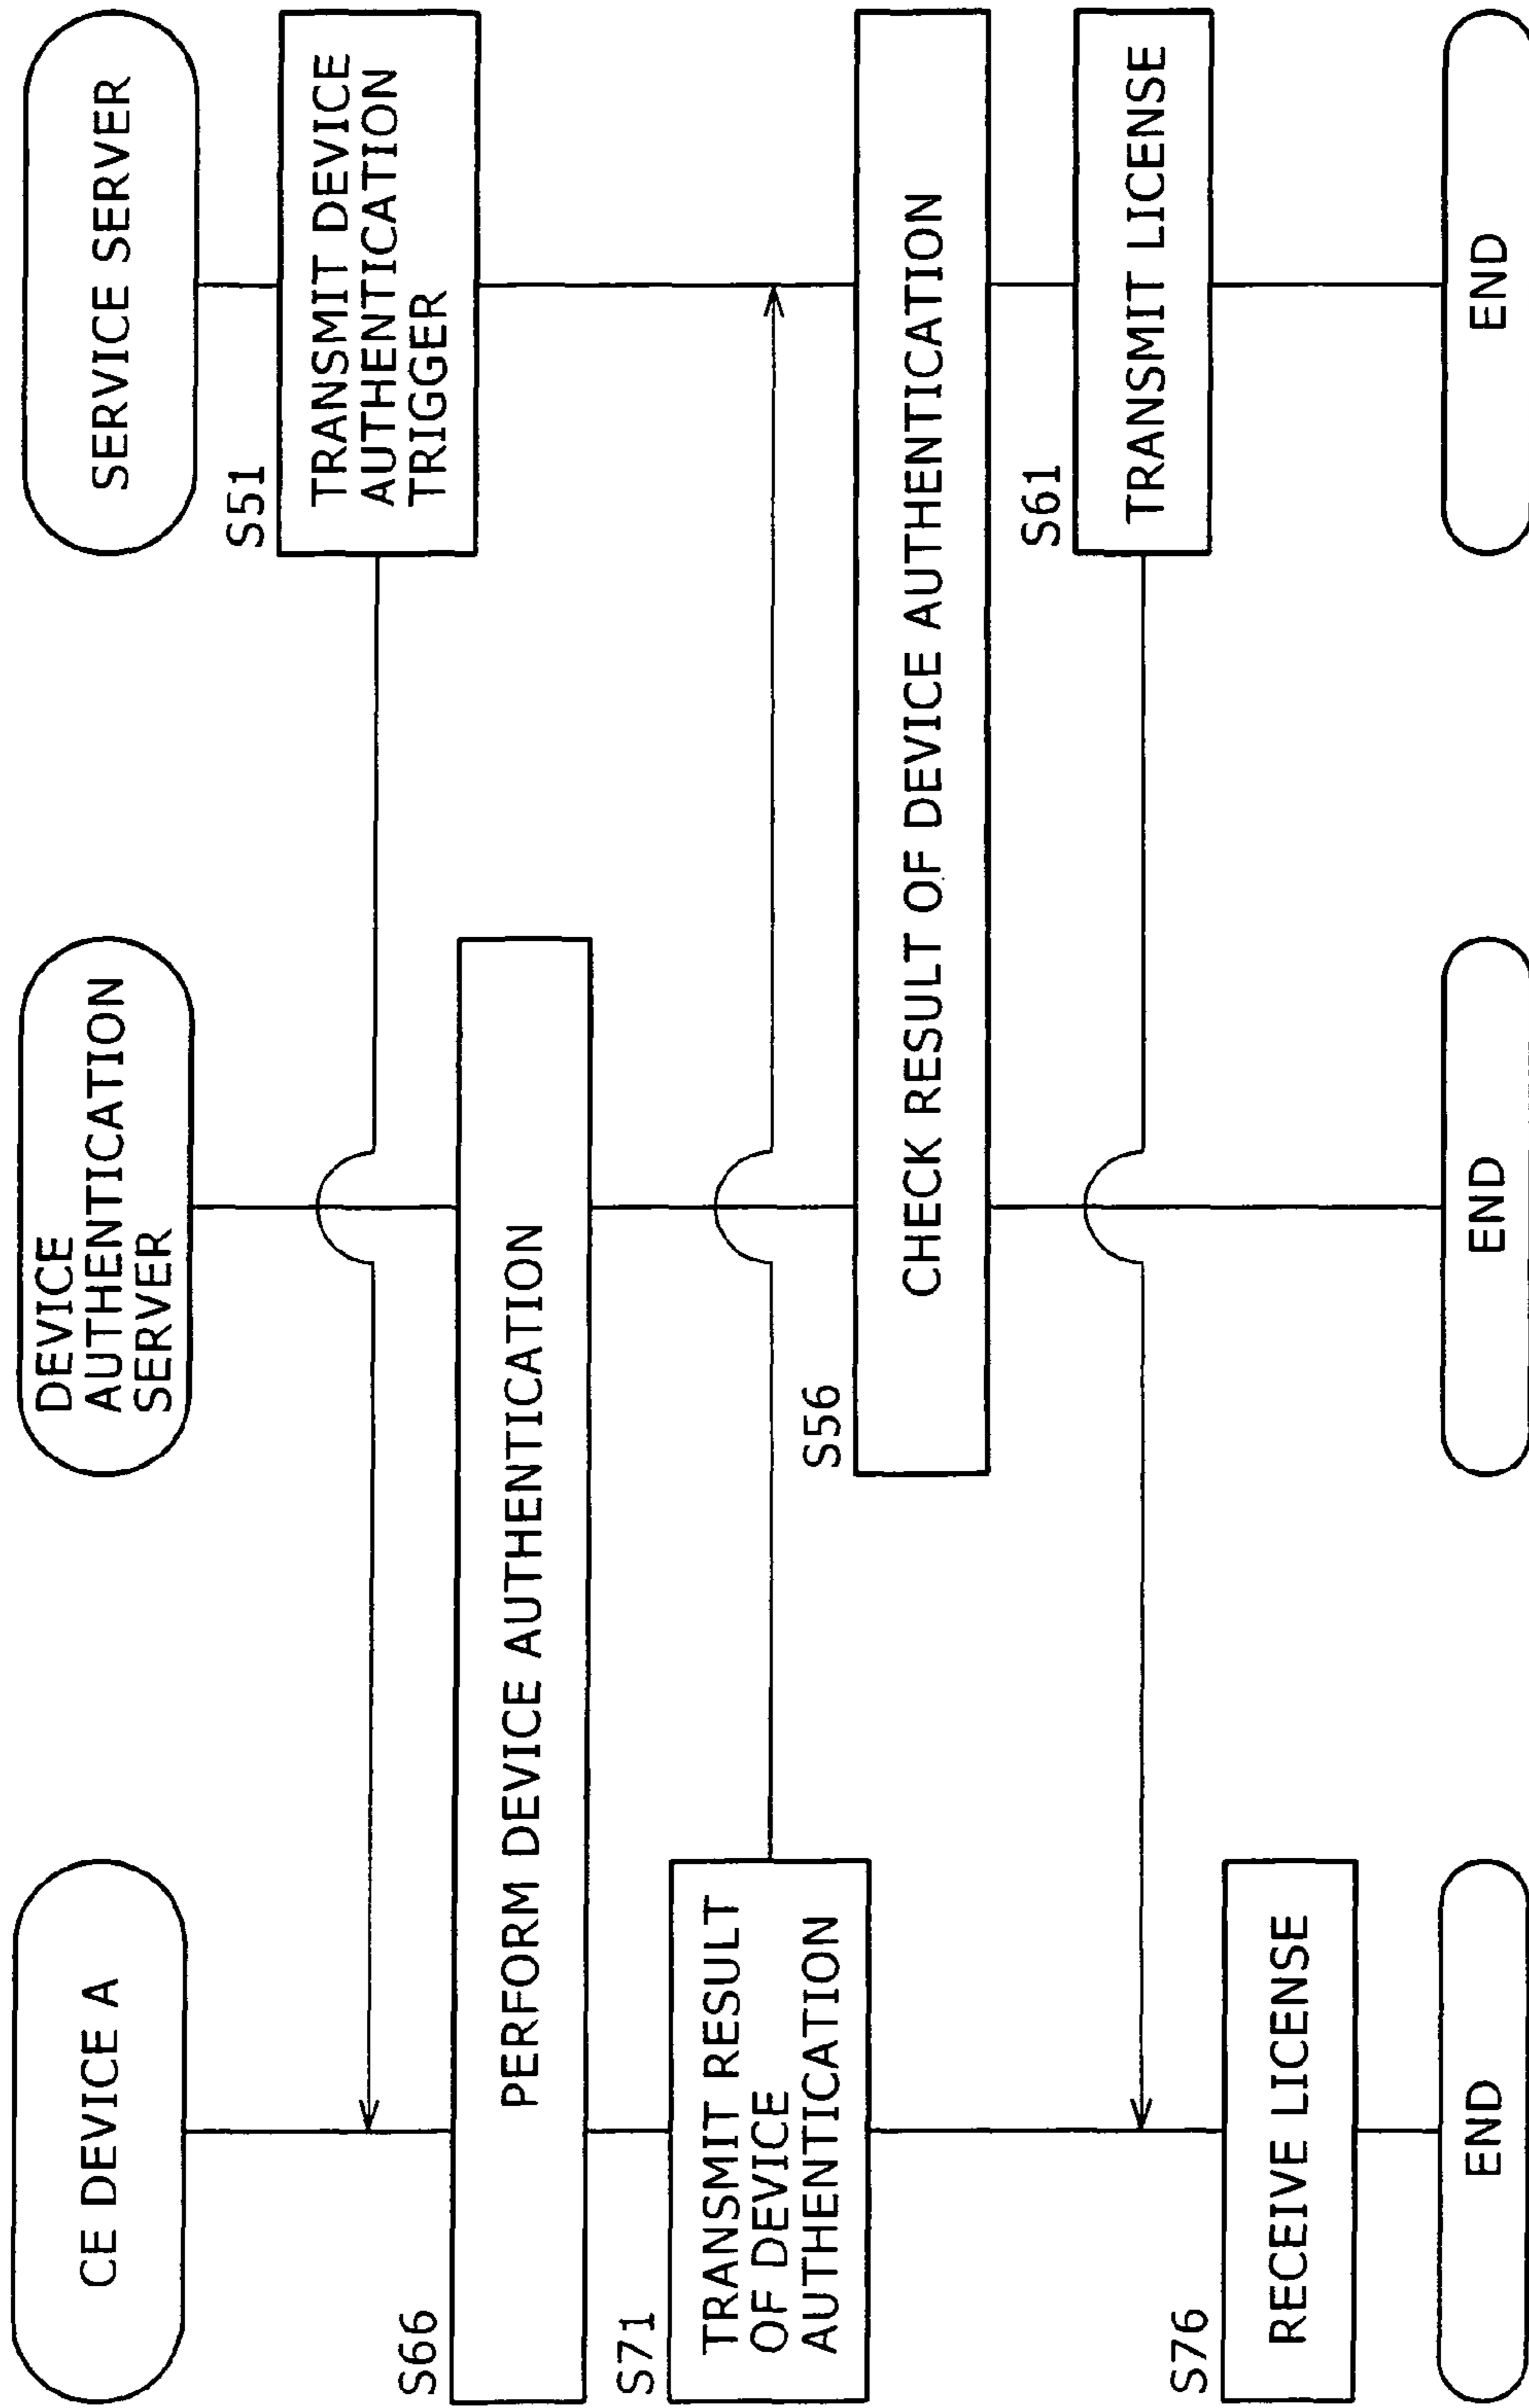 CE DEVICE A
DEVICE
AUTHENTICATION
SERVER
SERVICE SERVER
S51
TRANSMIT DEVICE
AUTHENTICATION
TRIGGER
S66
PERFORM DEVICE AUTHENTICATION
S71
TRANSMIT RESULT
OF DEVICE
AUTHENTICATION
S56
CHECK RESULT OF DEVICE AUTHENTICATION
S61
TRANSMIT LICENSE
S76
RECEIVE LICENSE
END
END
END